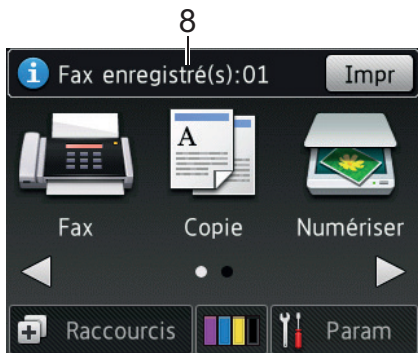 8
Fax enregistré(s):01 Impr
A
Fax Copie Numériser
Raccourcis Param